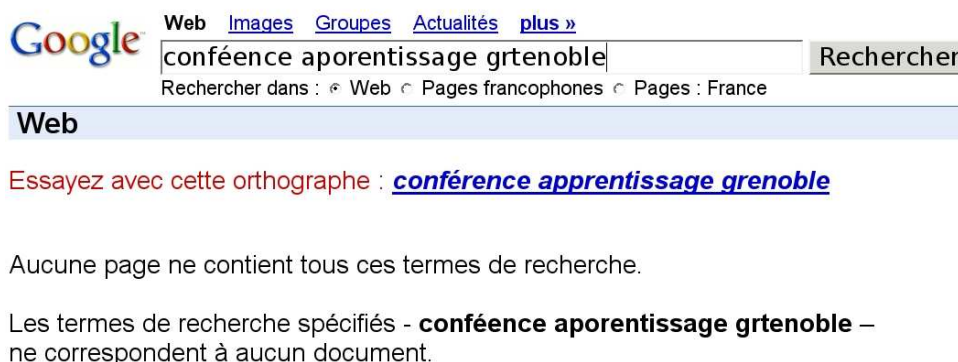 Google Web Images Groupes Actualités plus »
conféence aporentissage grtenoble Rechercher
Rechercher dans : Web Pages francophones Pages : France
Web
Essayez avec cette orthographe : conférence apprentissage grenoble
Aucune page ne contient tous ces termes de recherche.
Les termes de recherche spécifiés - conféence aporentissage grtenoble –
ne correspondent à aucun document.